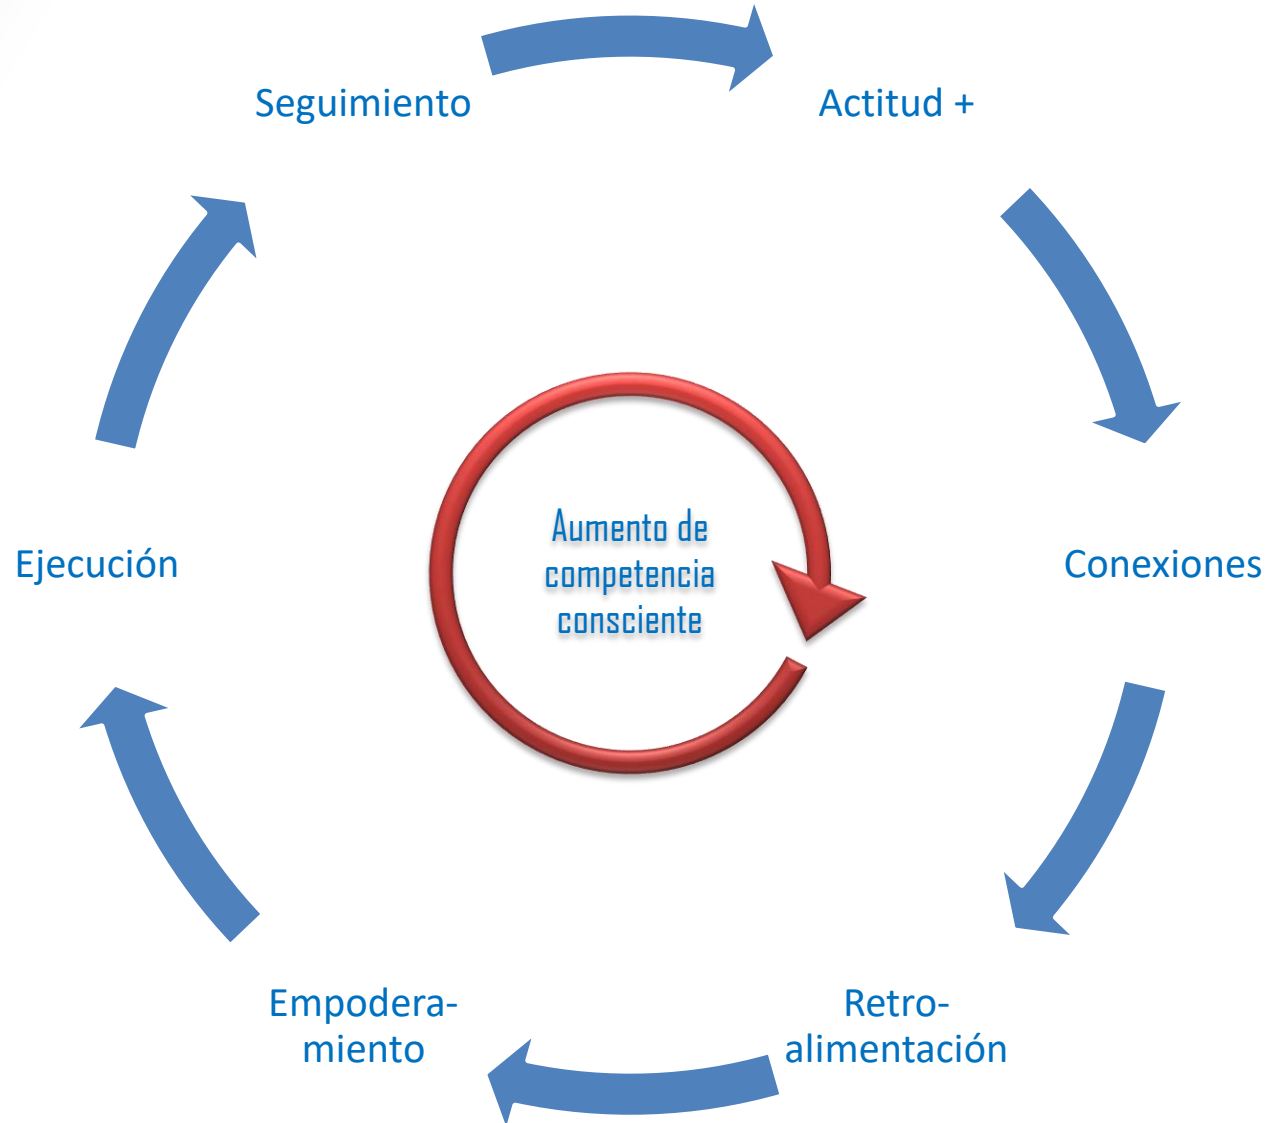 Seguimiento
Actitud +
Conexiones
Retro-
alimentación
Empodera-
miento
Ejecución
Aumento de
competencia
consciente